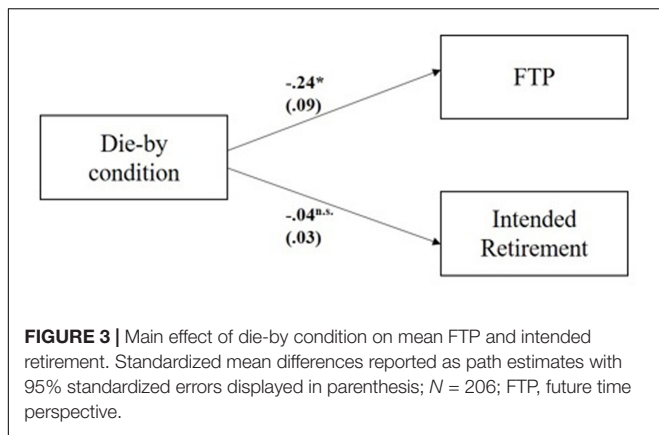 -.24*
(.09)
FTP
Die-by
condition
-.04n.s.
(.03)
Intended
Retirement
FIGURE 3 | Main effect of die-by condition on mean FTP and intended
retirement. Standardized mean differences reported as path estimates with
95% standardized errors displayed in parenthesis; N = 206; FTP, future time
perspective.